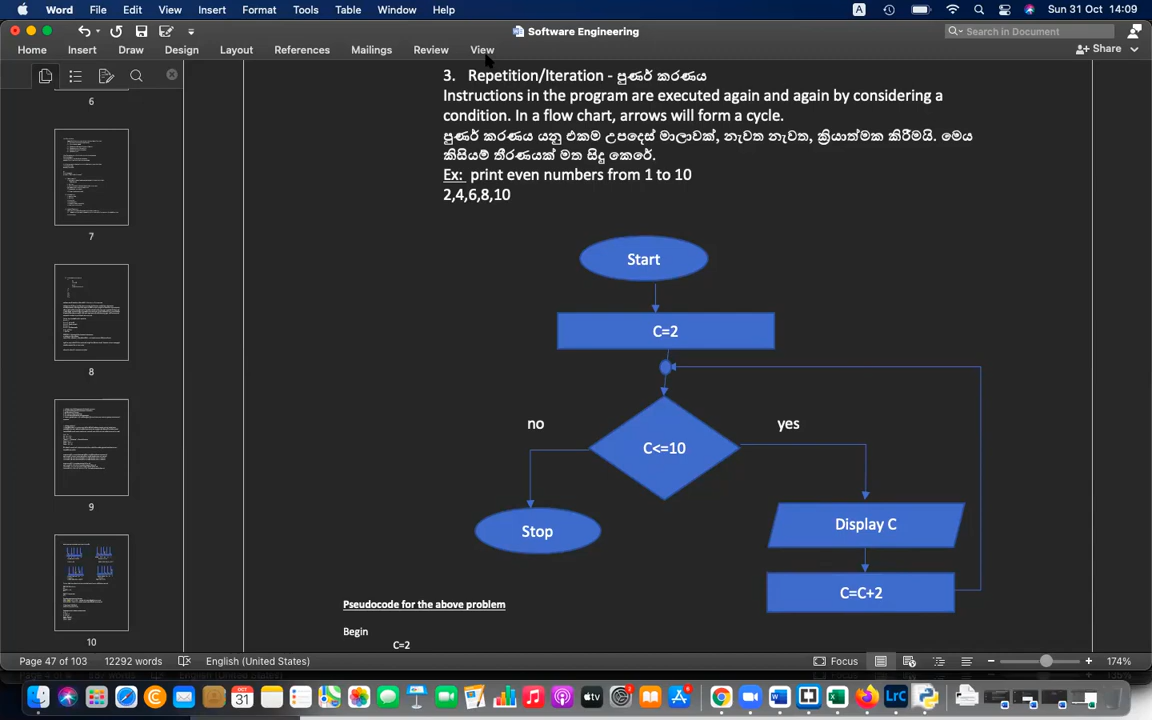 Word File Edit View Insert Format Tools Table Window Help A Sun 31 Oct 14:09
Software Engineering
Search in Document
Home Insert Draw Design Layout References Mailings Review View Share
3. Repetition/Iteration - පුණර් කරණය
Instructions in the program are executed again and again by considering a
condition. In a flow chart, arrows will form a cycle.
පුණර් කරණය යනු එකම උපදෙස් මාලාවක්, නැවත නැවත, ක්‍රියාත්මක කිරීමයි. මෙය
කිසියම් තීරණයක් මත සිදු කෙරේ.
Ex: print even numbers from 1 to 10
2,4,6,8,10
6
7
8
9
10
Start
C=2
no
yes
C<=10
Stop
Display C
C=C+2
Pseudocode for the above problem
Begin
C=2
Page 47 of 103 12292 words English (United States) Focus 174%
OCT
31
LrC